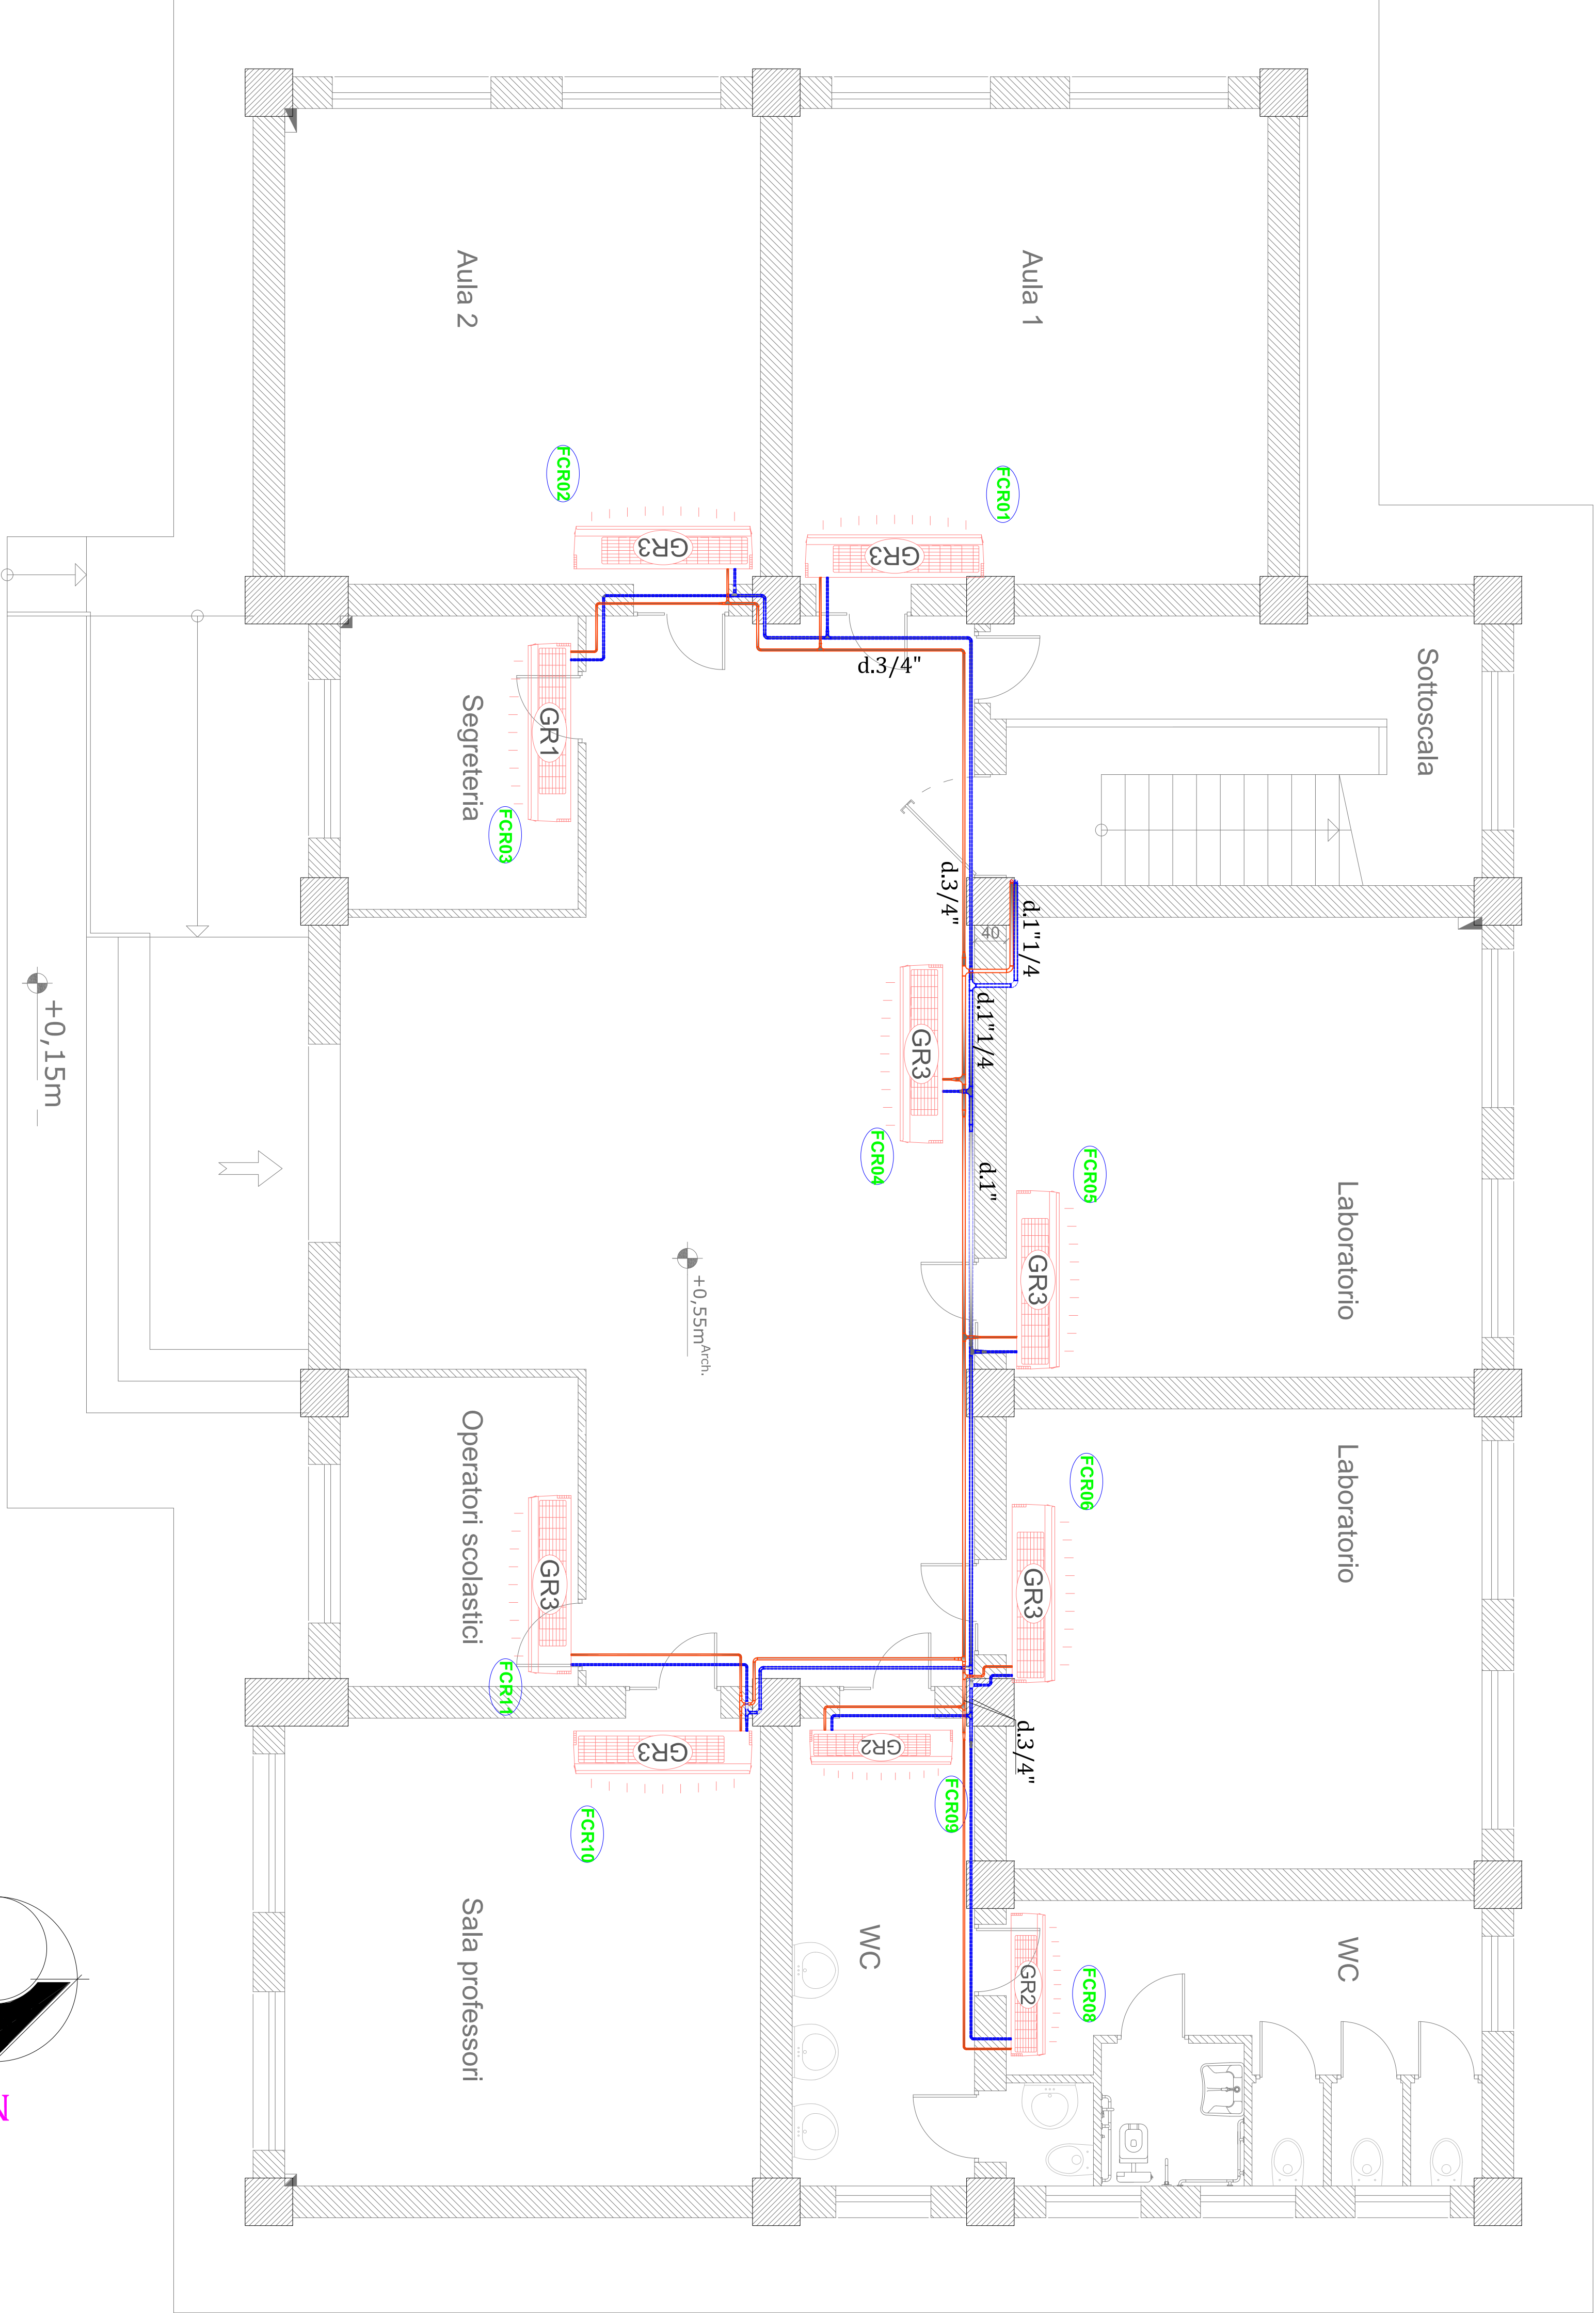 Aula 2
Aula 1
FCR02
FCR01
GR3
GR3
d.3/4"
Sottoscala
Segreteria
GR1
FCR03
d.3/4"
d.1"1/4
40
+0,15m
d.1"1/4
GR3
FCR04
d.1"
FCR05
Laboratorio
GR3
+0,55m
Arch.
Operatori scolastici
FCR06
Laboratorio
GR3
GR3
FCR11
d.3/4"
GR3
GR2
FCR09
FCR10
Sala professori
WC
WC
GR2
FCR08
N